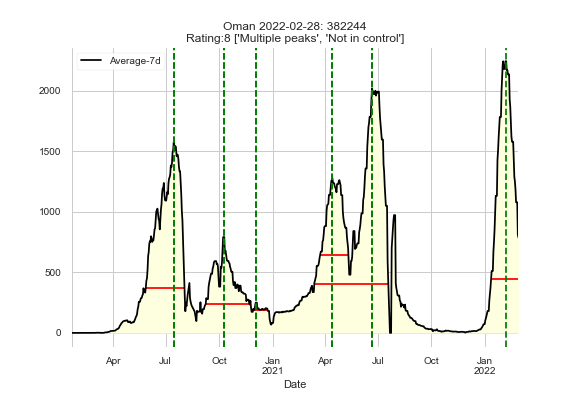 Oman 2022-02-28: 382244
Rating:8 ['Multiple peaks', 'Not in control']
Average-7d
2000
1500
1000
500
0
Apr Jul Oct Jan Apr Jul Oct Jan
2021 2022
Date